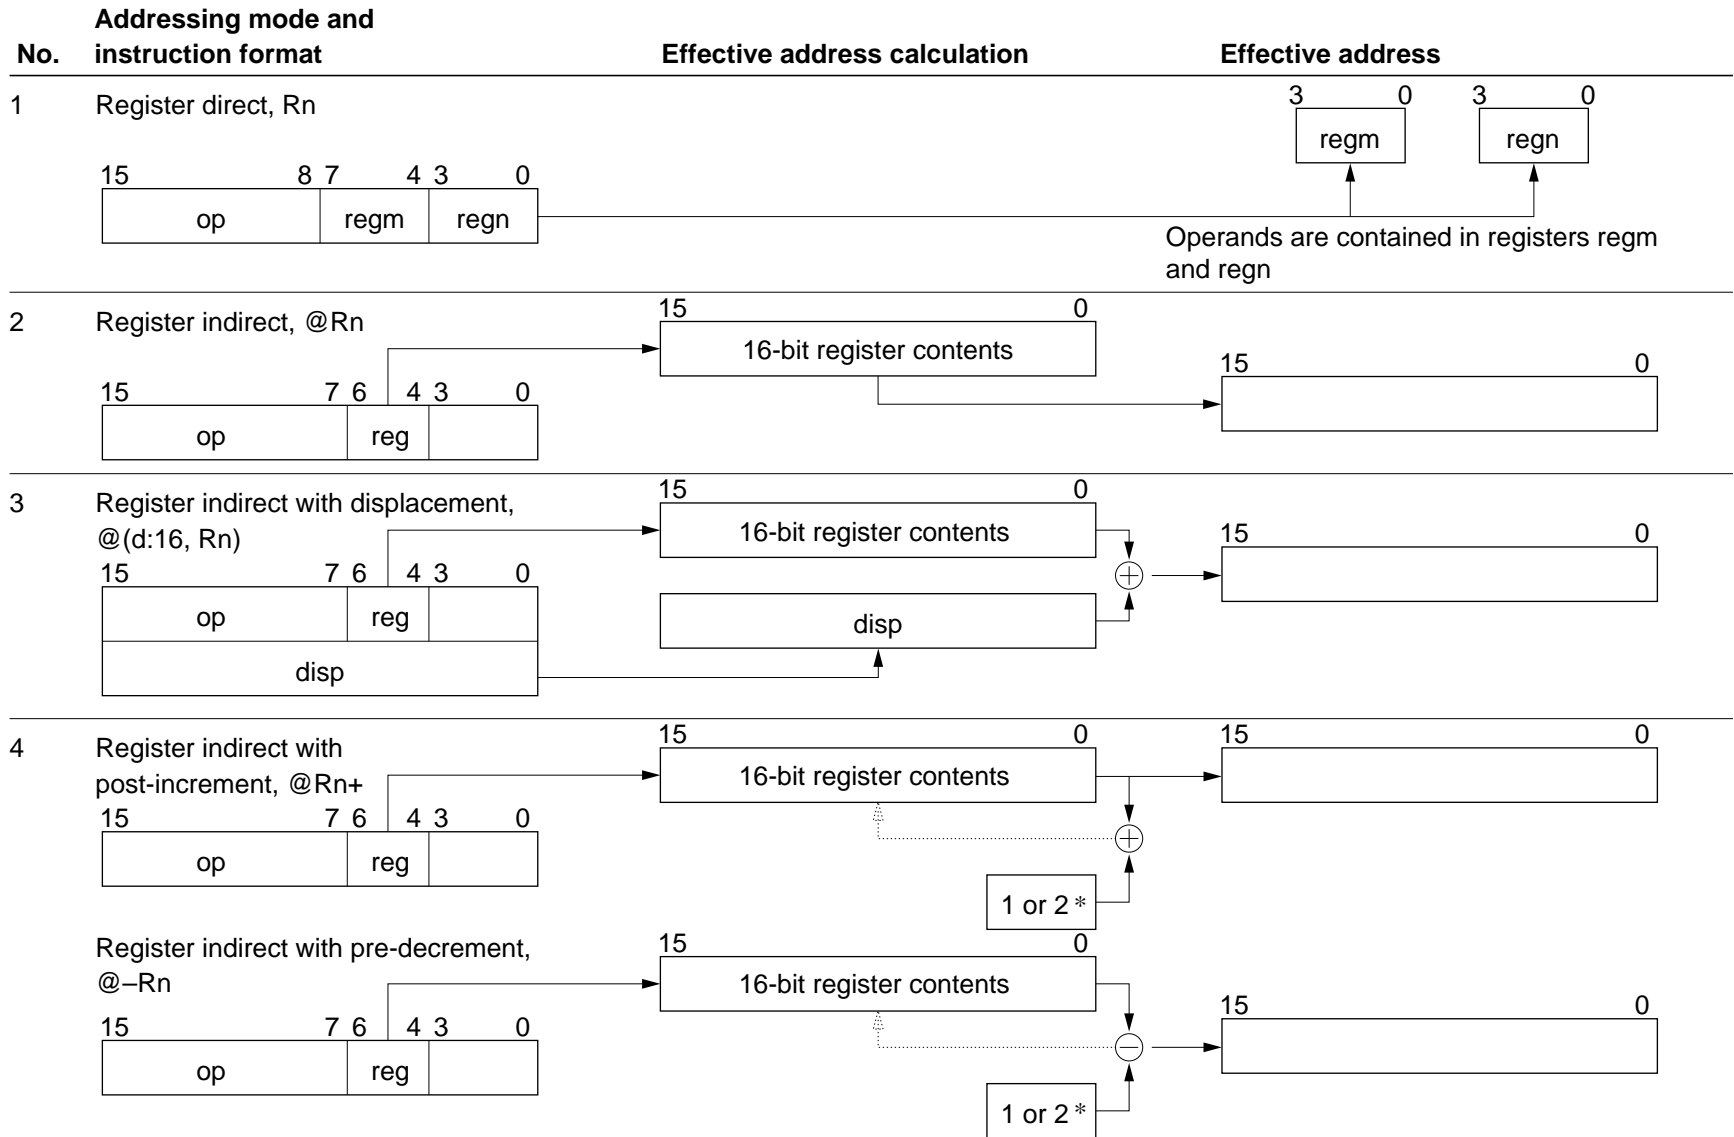 Addressing mode and
No. instruction format Effective address calculation Effective address
1 Register direct, Rn
3 0 3 0
regm regn
15 8 7 4 3 0
op regm regn
Operands are contained in registers regm
and regn
2 Register indirect, @Rn
15 0
16-bit register contents
15 0
15 7 6 4 3 0
op reg
3 Register indirect with displacement,
@(d:16, Rn)
15 0
16-bit register contents
15 0
15 7 6 4 3 0
op reg
disp
disp
4 Register indirect with
post-increment, @Rn+
15 0
16-bit register contents
15 0
15 7 6 4 3 0
op reg
1 or 2*
Register indirect with pre-decrement,
@–Rn
15 0
16-bit register contents
15 0
15 7 6 4 3 0
op reg
1 or 2*